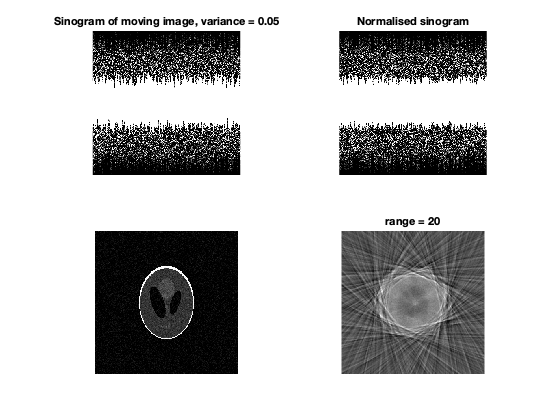 Sinogram of moving image, variance = 0.05
Normalised sinogram
range = 20